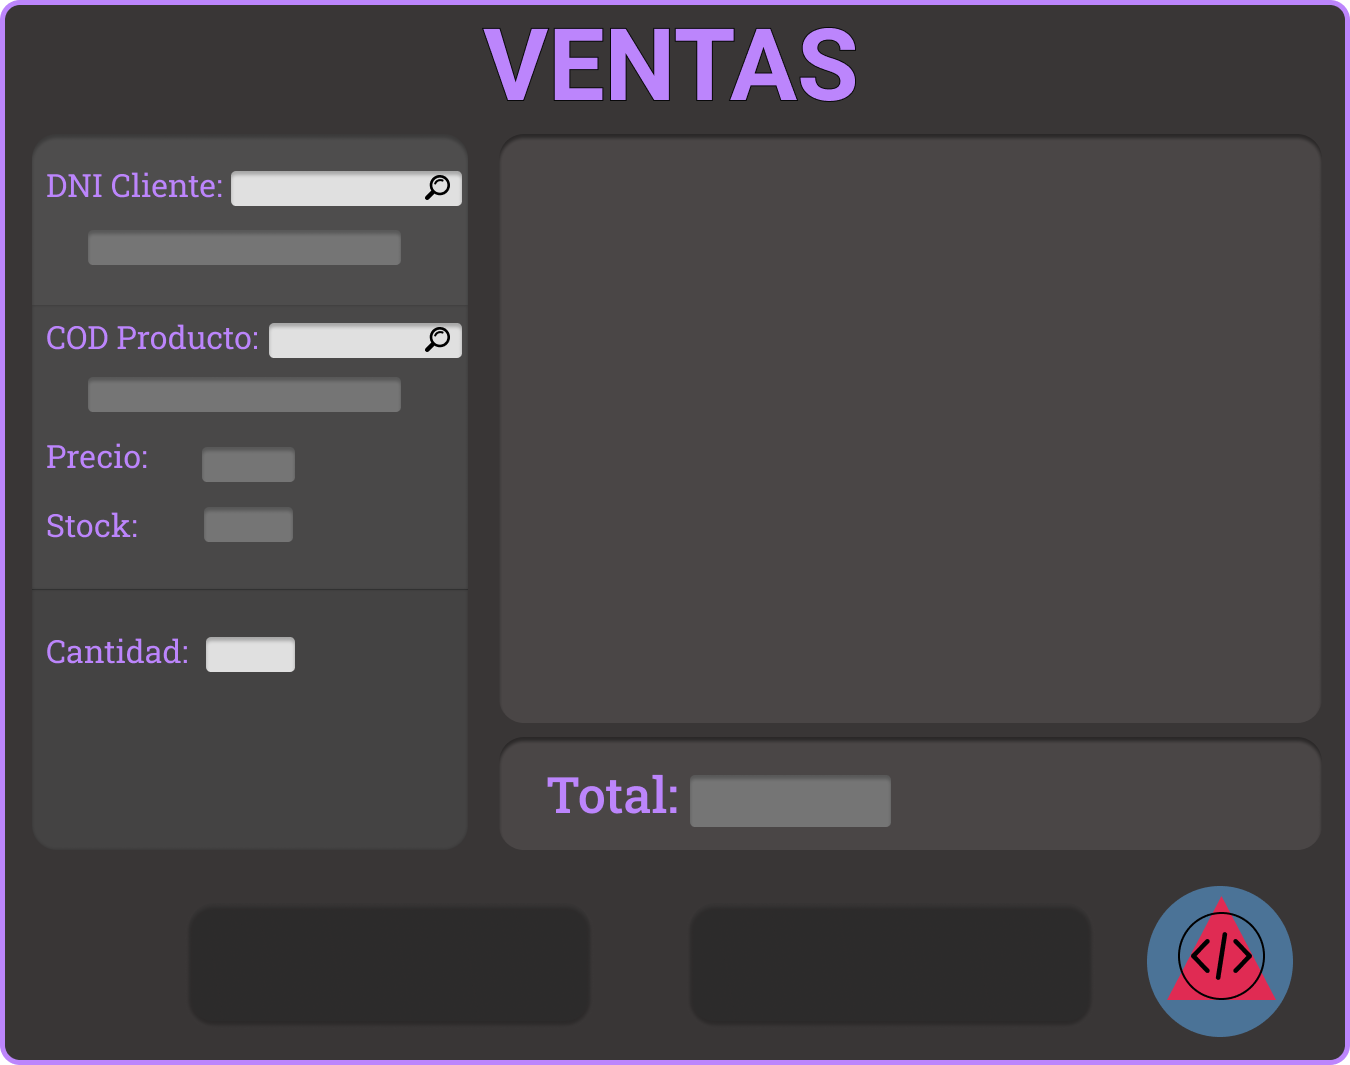 VENTAS
DNI Cliente:
COD Producto:
Precio:
Stock:
Cantidad:
Total:
</>